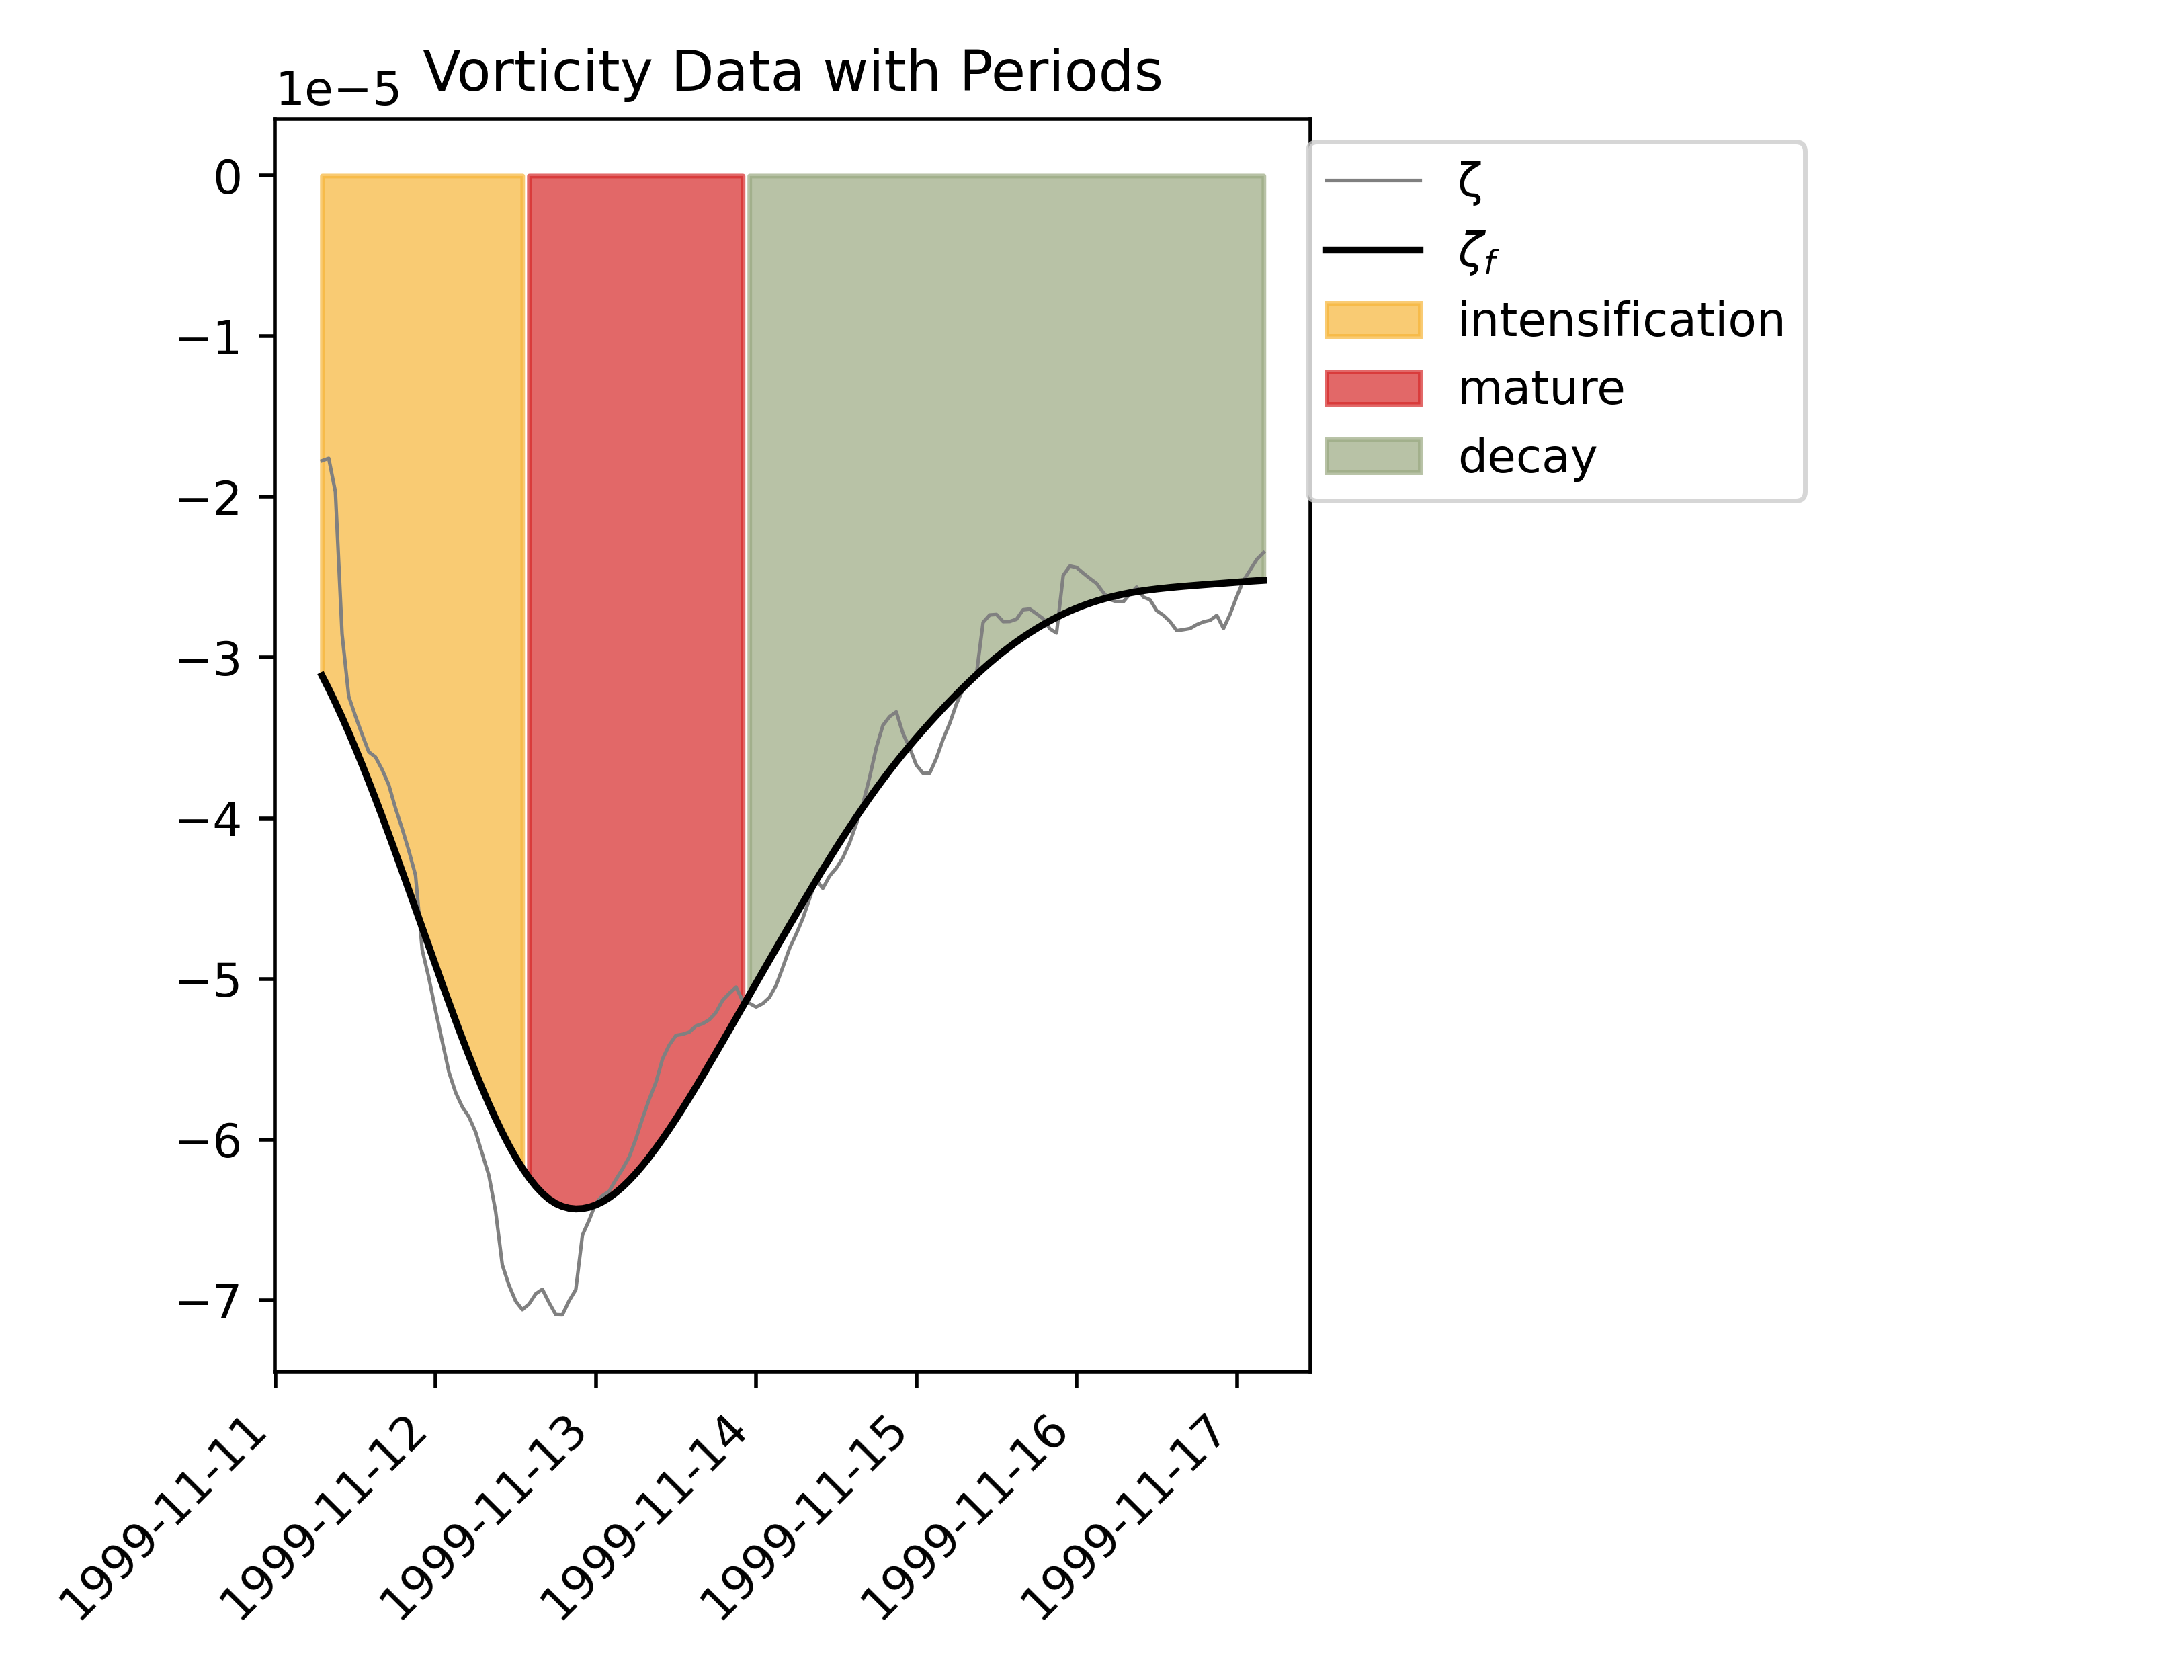 Vorticity Data with Periods
1e−5
0
−1
−2
−3
−4
−5
−6
−7
1999-11-11
1999-11-12
1999-11-13
1999-11-14
1999-11-15
1999-11-16
1999-11-17
ζ
ζf
intensification
mature
decay